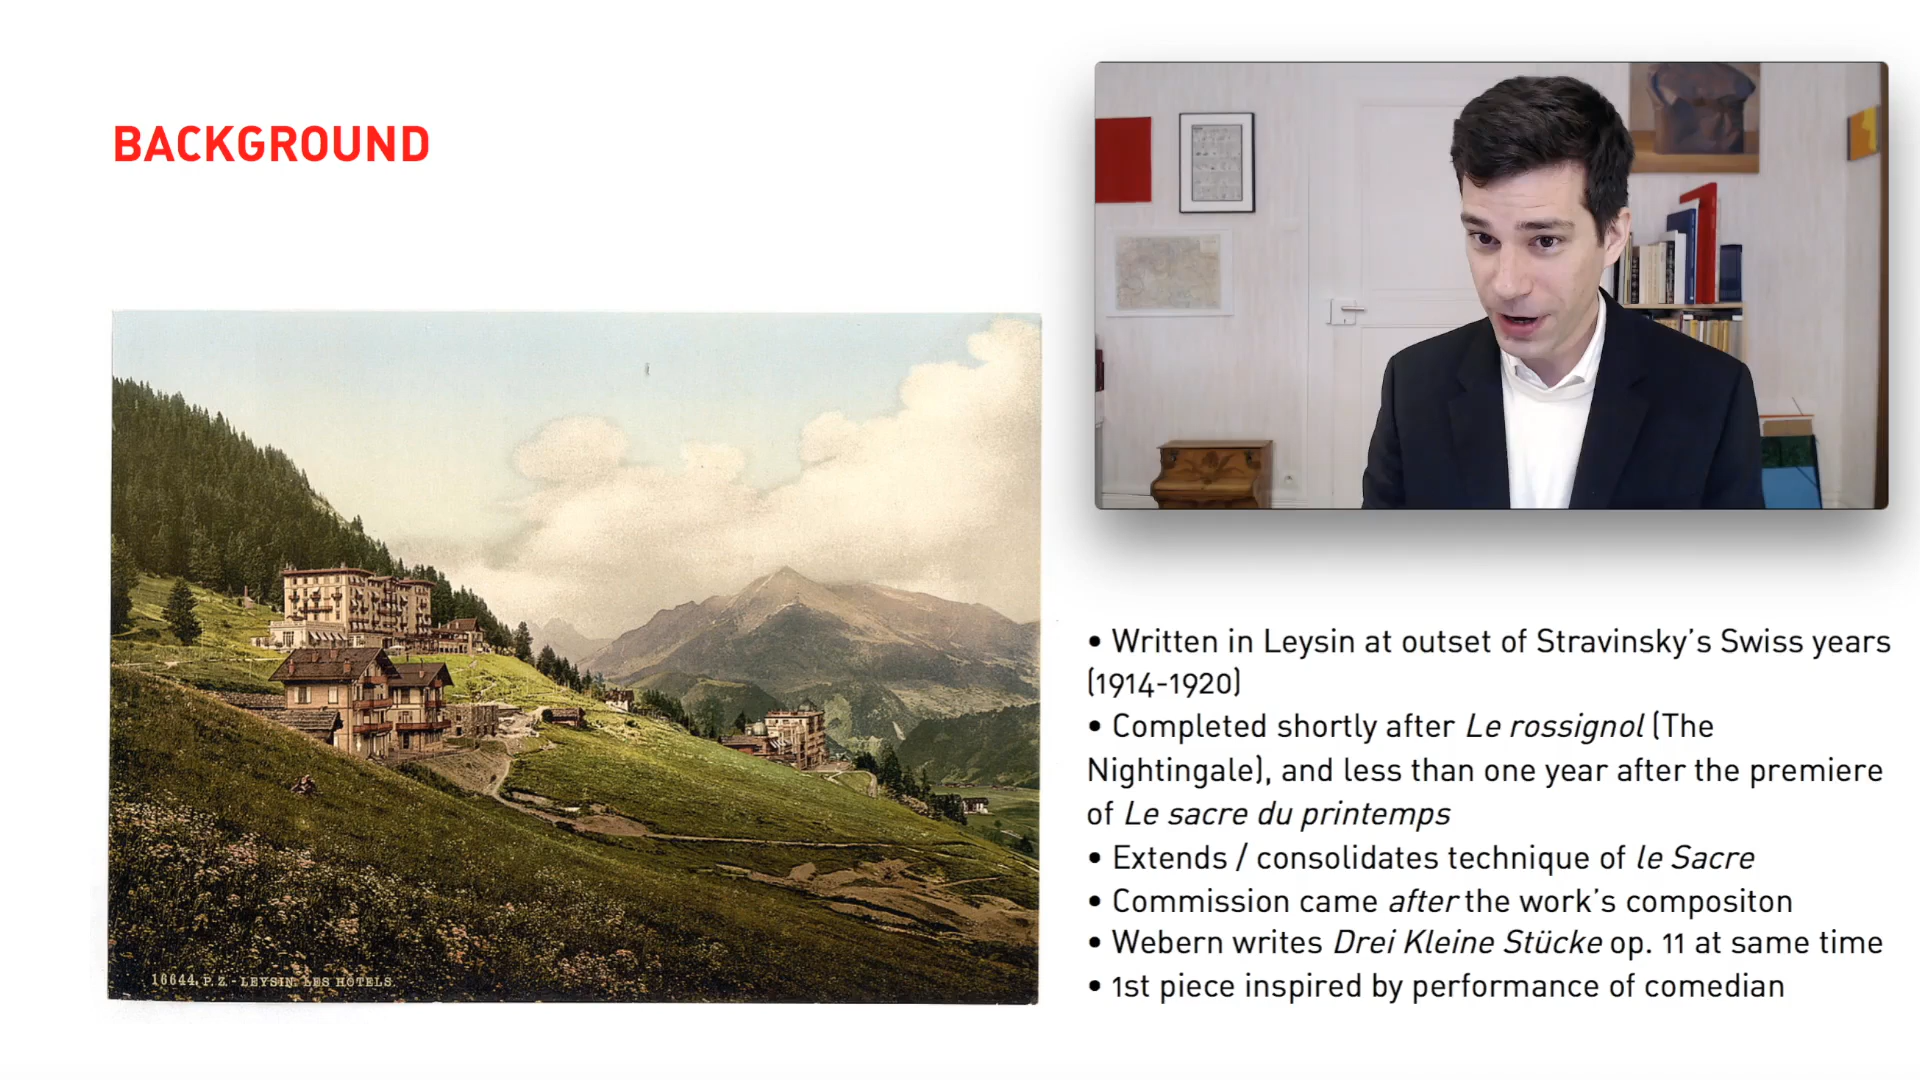 BACKGROUND
16644. P. Z. - LEYSIN. LES HÔTELS.
• Written in Leysin at outset of Stravinsky’s Swiss years
(1914-1920)
• Completed shortly after Le rossignol (The
Nightingale), and less than one year after the premiere
of Le sacre du printemps
• Extends / consolidates technique of le Sacre
• Commission came after the work’s compositon
• Webern writes Drei Kleine Stücke op. 11 at same time
• 1st piece inspired by performance of comedian